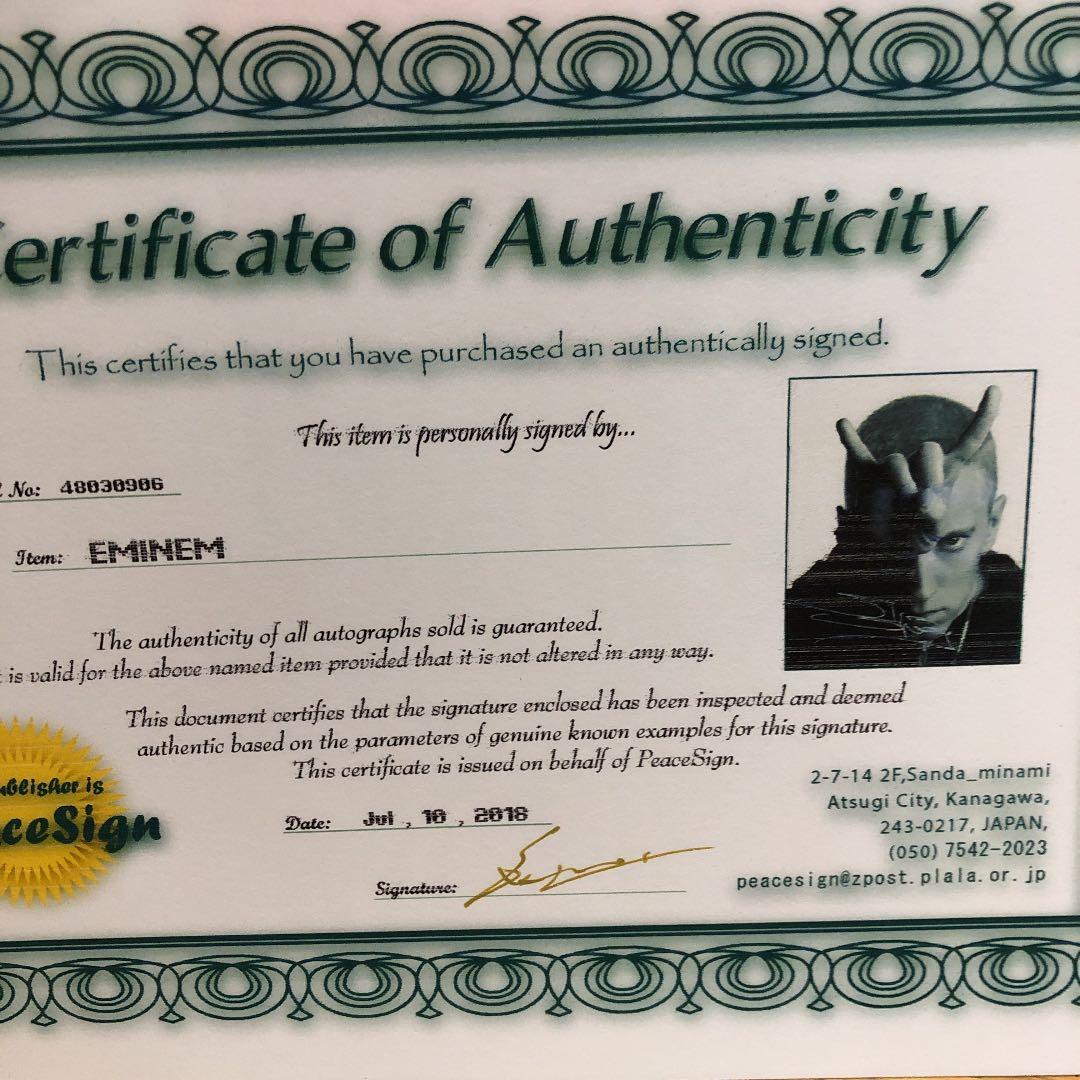 ertificate of Authenticity
This certifies that you have purchased an authentically signed.
This item is personally signed by...
No: 48030906
Item: EMINEM
The authenticity of all autographs sold is guaranteed.
is valid for the above named item provided that it is not altered in any way.
This document certifies that the signature enclosed has been inspected and deemed
authentic based on the parameters of genuine known examples for this signature.
This certificate is issued on behalf of PeaceSign.
ublisher is
ceSign
Date: Jul , 10 , 2018
Signature:
2-7-14 2F,Sanda_minami
Atsugi City, Kanagawa,
243-0217, JAPAN,
(050) 7542-2023
peacesign@zpost.plala.or.jp